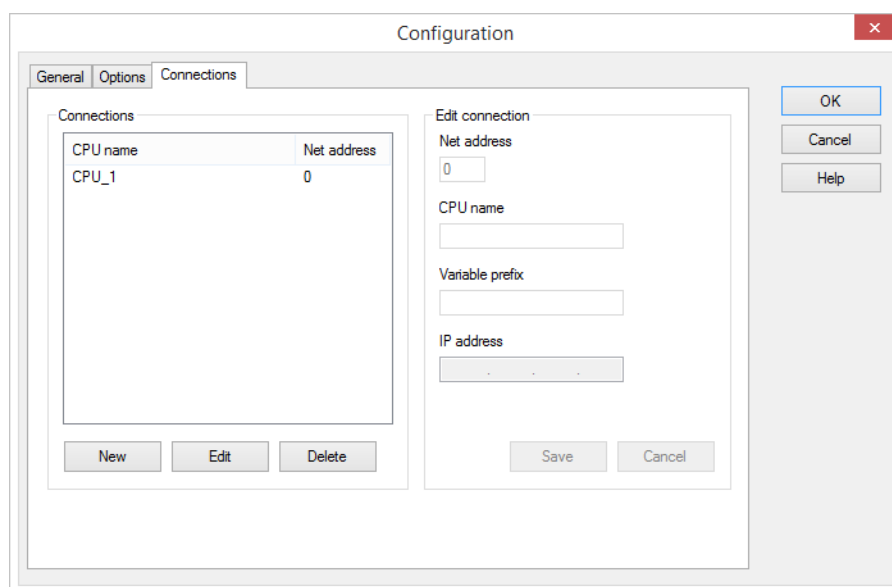 Configuration
General Options Connections
Connections
CPU name Net address
CPU_1 0
New Edit Delete
Edit connection
Net address
0
CPU name
Variable prefix
IP address
. . .
Save Cancel
OK
Cancel
Help